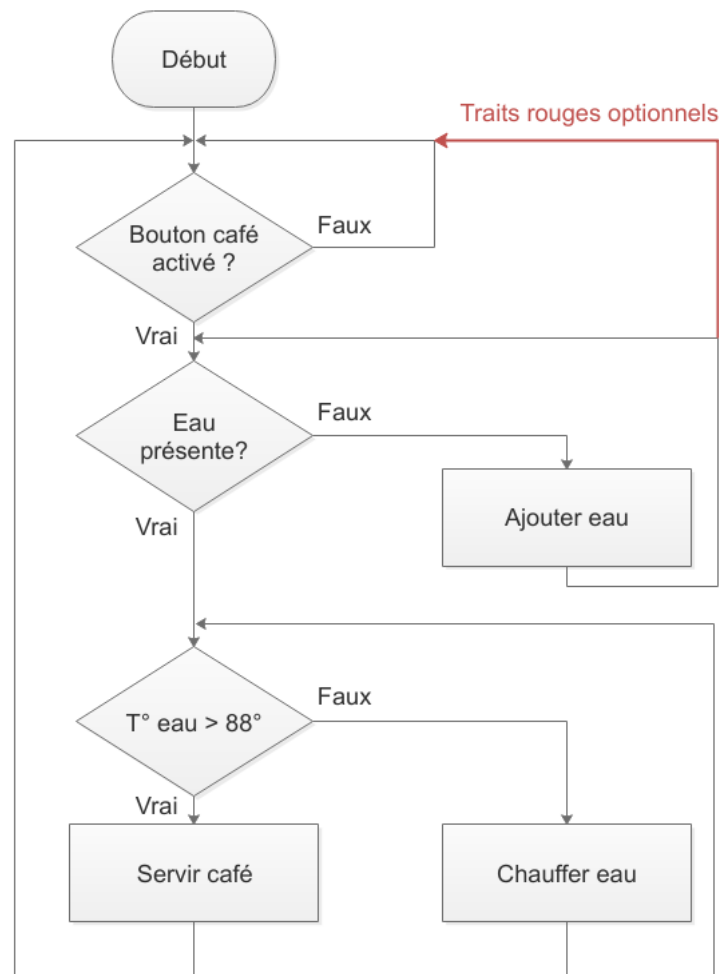 Début
Traits rouges optionnels
Bouton café
activé ?
Faux
Vrai
Eau
présente?
Faux
Ajouter eau
Vrai
T° eau > 88°
Faux
Vrai
Servir café
Chauffer eau